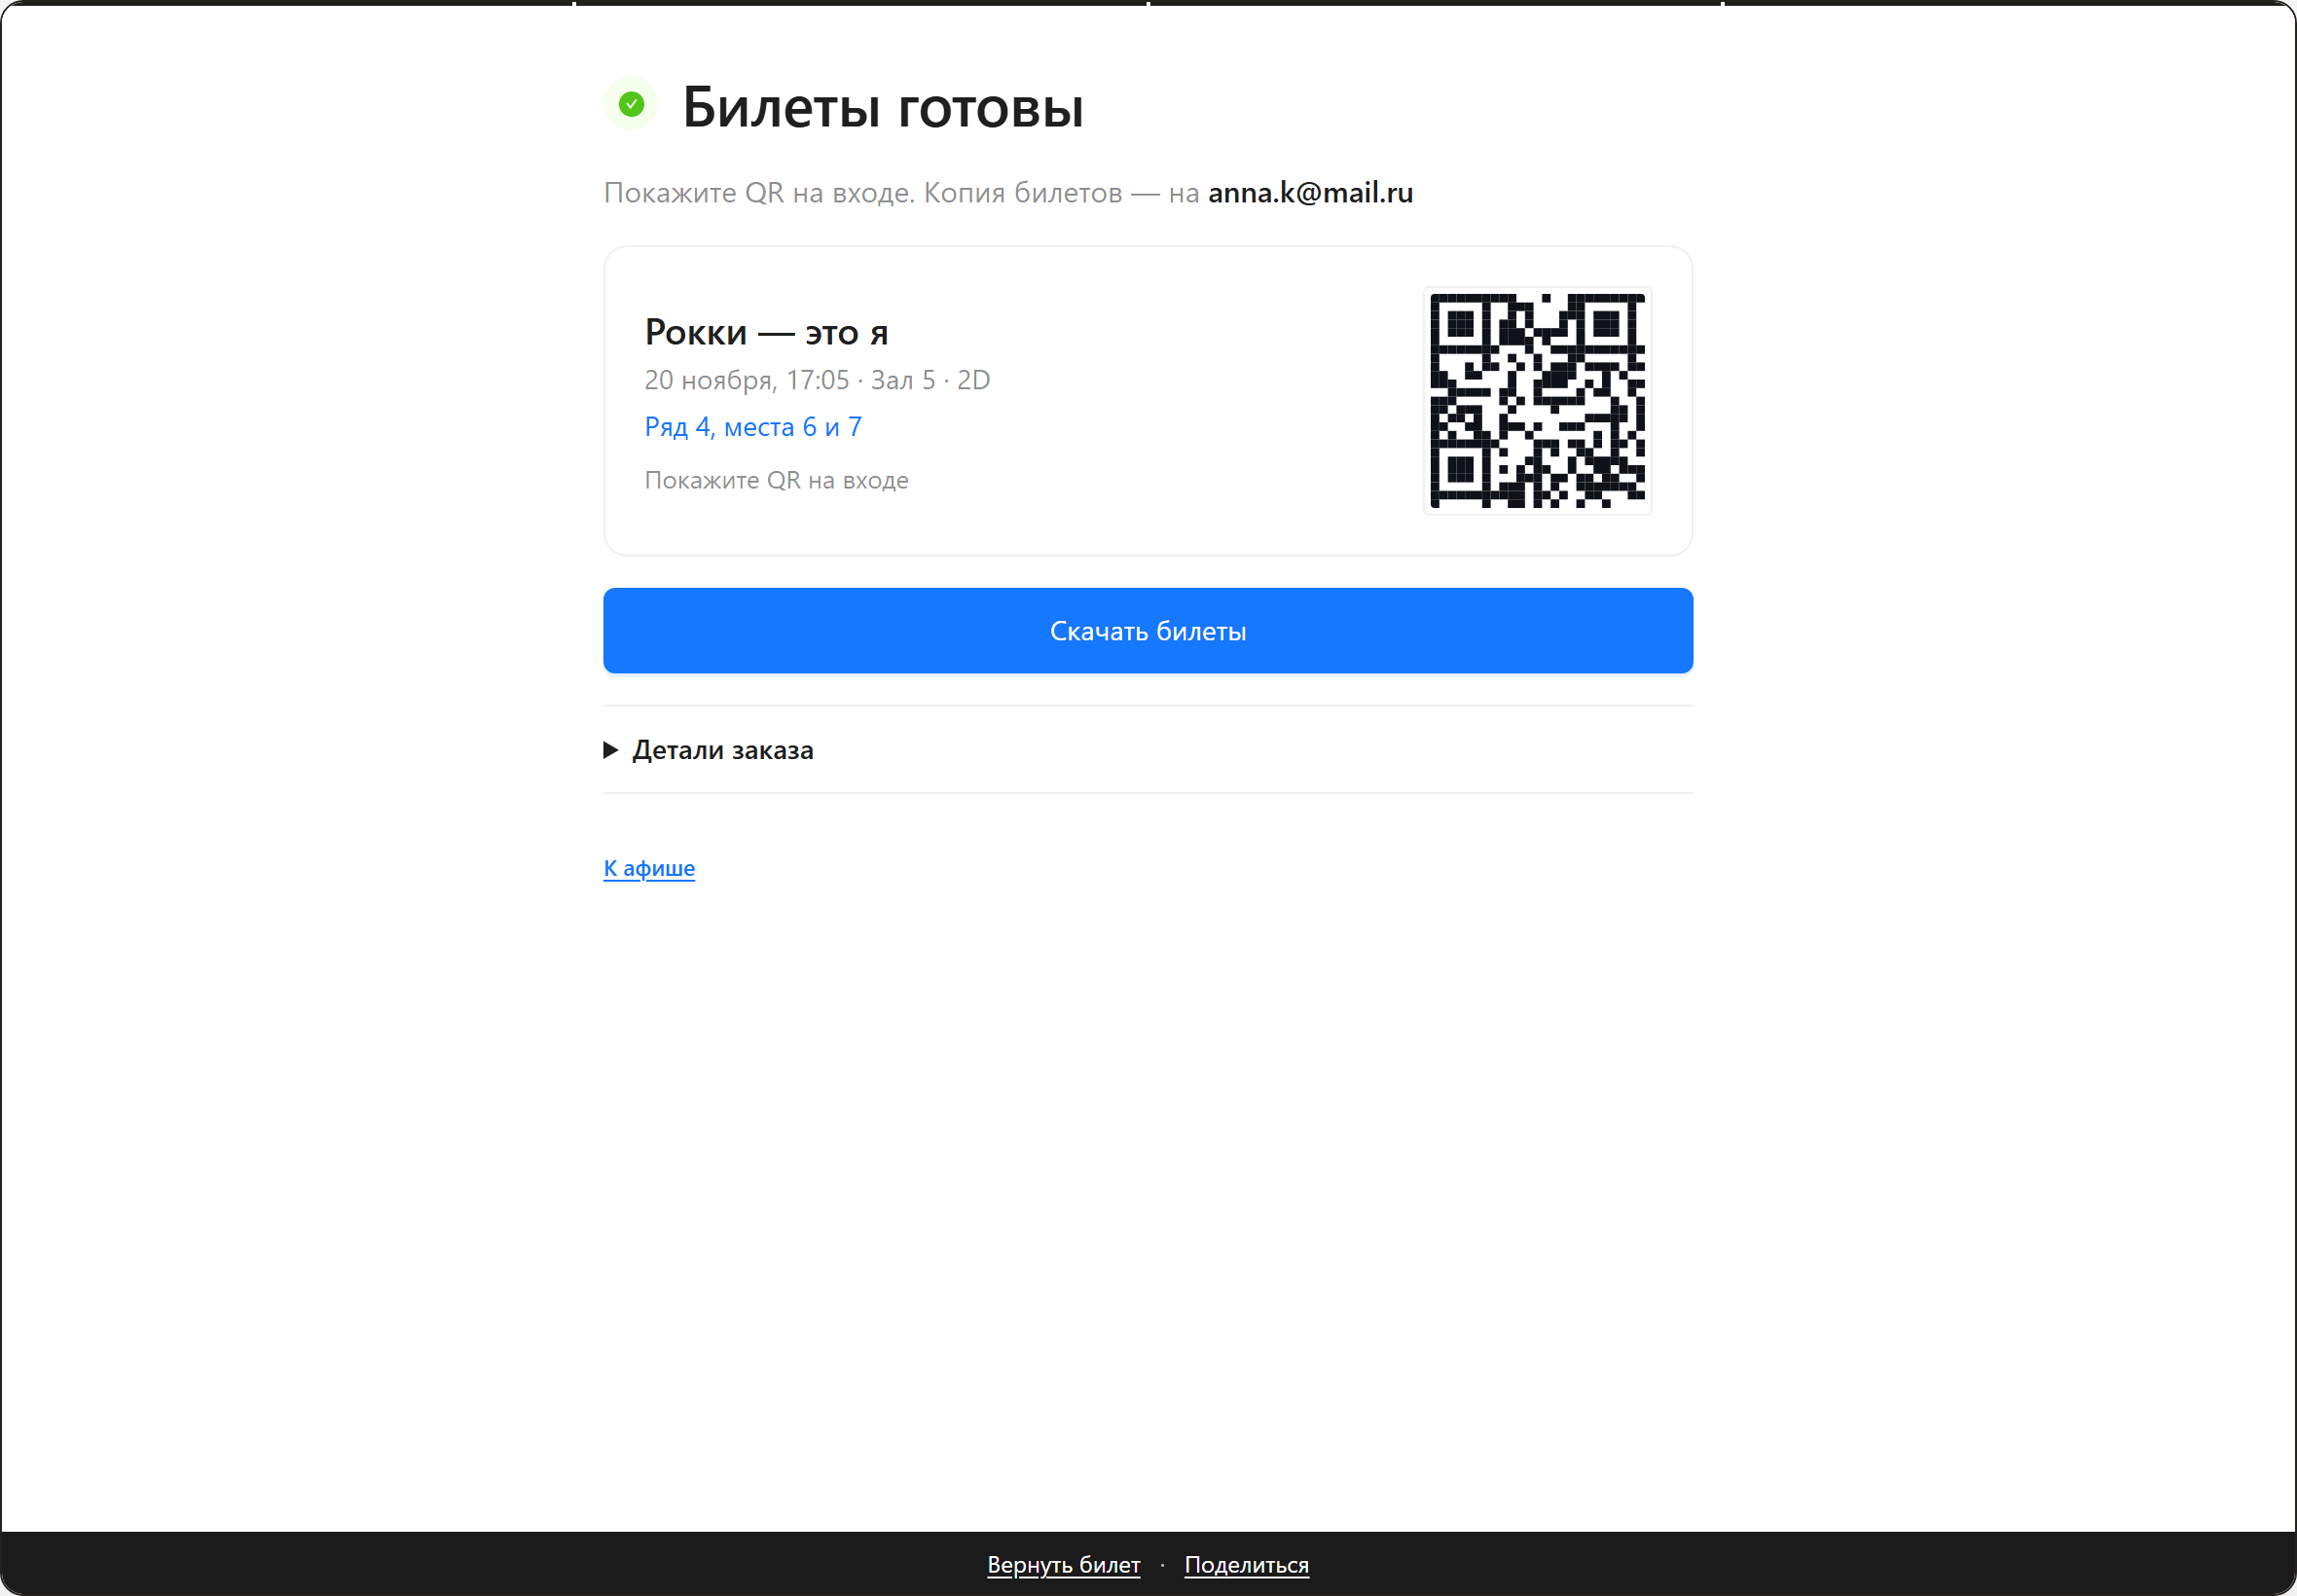 Билеты готовы
Покажите QR на входе. Копия билетов — на anna.k@mail.ru
Рокки — это я
20 ноября, 17:05 · Зал 5 · 2D
Ряд 4, места 6 и 7
Покажите QR на входе
Скачать билеты
Детали заказа
К афише
Вернуть билет · Поделиться